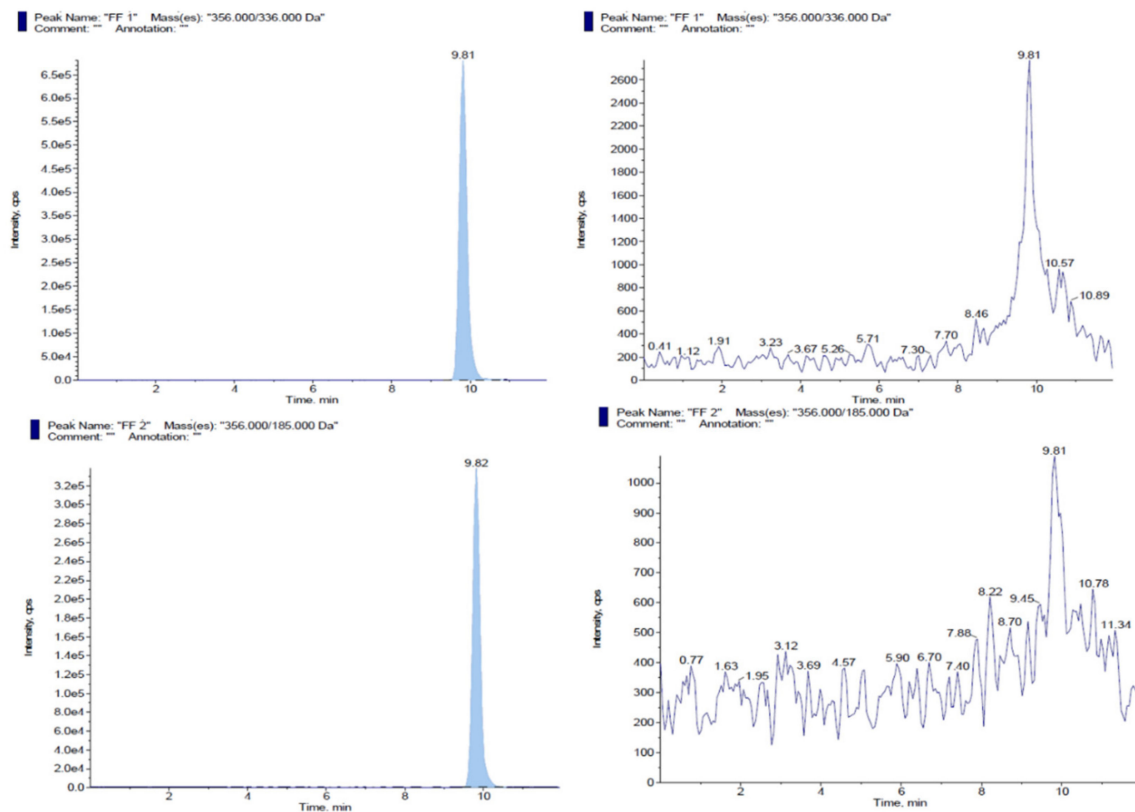 Peak Name: "FF 1" Mass(es): "356.000/336.000 Da"
Comment: "" Annotation: ""
9.81
6.5e5
6.0e5
5.5e5
5.0e5
4.5e5
4.0e5
3.5e5
3.0e5
2.5e5
2.0e5
1.5e5
1.0e5
5.0e4
0.0
Intensity, cps
2 4 6 8 10
Time, min
Peak Name: "FF 1" Mass(es): "356.000/336.000 Da"
Comment: "" Annotation: ""
9.81
2600
2400
2200
2000
1800
1600
1400
1200
1000
800
600
400
200
0
Intensity, cps
0.41 1.12 1.91 3.23 3.67 5.26 5.71 7.30 7.70 8.46 10.57 10.89
2 4 6 8 10
Time, min
Peak Name: "FF 2" Mass(es): "356.000/185.000 Da"
Comment: "" Annotation: ""
9.82
3.2e5
3.0e5
2.8e5
2.6e5
2.4e5
2.2e5
2.0e5
1.8e5
1.6e5
1.4e5
1.2e5
1.0e5
8.0e4
6.0e4
4.0e4
2.0e4
0.0
Intensity, cps
2 4 6 8 10
Time, min
Peak Name: "FF 2" Mass(es): "356.000/185.000 Da"
Comment: "" Annotation: ""
9.81
1000
900
800
700
600
500
400
300
200
100
0
Intensity, cps
0.77 1.63 1.95 3.12 3.69 4.57 5.90 6.70 7.40 7.88 8.22 8.70 9.45 10.78 11.34
2 4 6 8 10
Time, min